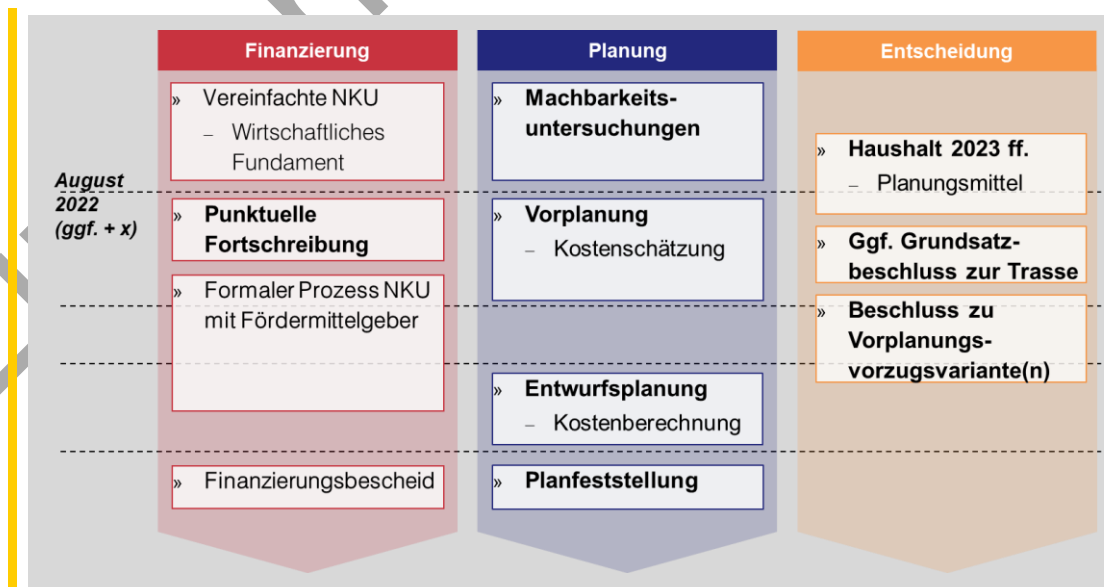 Finanzierung
» Vereinfachte NKU
– Wirtschaftliches
Fundament
» Punktuelle
Fortschreibung
» Formaler Prozess NKU
mit Fördermittelgeber
» Finanzierungsbescheid
Planung
» Machbarkeits-
untersuchungen
» Vorplanung
– Kostenschätzung
» Entwurfsplanung
– Kostenberechnung
» Planfeststellung
Entscheidung
» Haushalt 2023 ff.
– Planungsmittel
» Ggf. Grundsatz-
beschluss zur Trasse
» Beschluss zu
Vorplanungs-
vorzugsvariante(n)
August
2022
(ggf. + x)